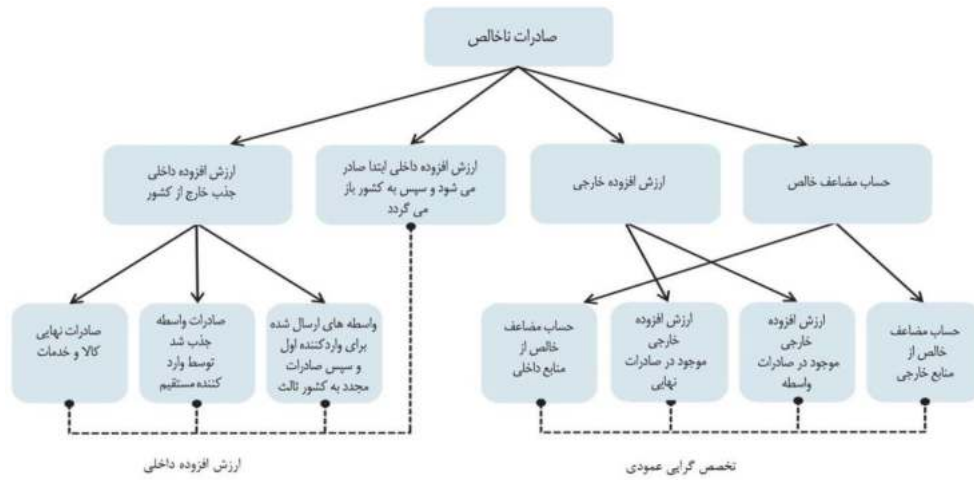 صادرات ناخالص
حساب مضاعف خالص
ارزش افزوده خارجی
ارزش افزوده داخلی ابتدا صادر
می شود و سپس به کشور باز
می گردد
ارزش افزوده داخلی
جذب خارج از کشور
حساب مضاعف
خالص از
منابع خارجی
ارزش افزوده
خارجی
موجود در صادرات
واسطه
ارزش افزوده
خارجی
موجود در صادرات
نهایی
حساب مضاعف
خالص از
منابع داخلی
واسطه های ارسال شده
برای واردکننده اول
و سپس صادرات
مجدد به کشور ثالث
صادرات واسطه
جذب شد
توسط وارد
کننده مستقیم
صادرات نهایی
کالا و خدمات
تخصص گرایی عمودی
ارزش افزوده داخلی